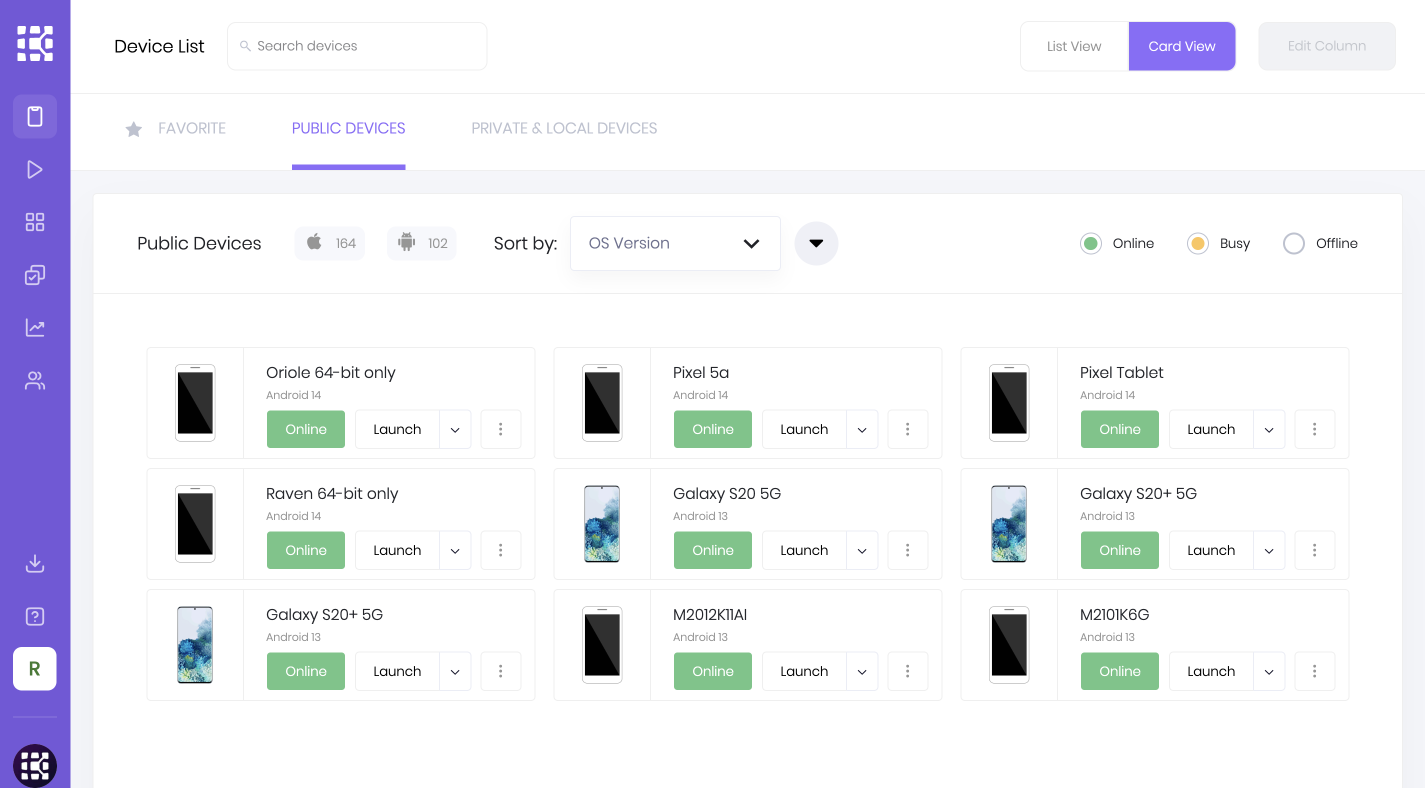 Device List
Search devices
List View
Card View
Edit Column
FAVORITE
PUBLIC DEVICES
PRIVATE & LOCAL DEVICES
Public Devices
164
102
Sort by:
OS Version
Online
Busy
Offline
Oriole 64-bit only
Android 14
Online
Launch
Pixel 5a
Android 14
Online
Launch
Pixel Tablet
Android 14
Online
Launch
Raven 64-bit only
Android 14
Online
Launch
Galaxy S20 5G
Android 13
Online
Launch
Galaxy S20+ 5G
Android 13
Online
Launch
Galaxy S20+ 5G
Android 13
Online
Launch
M2012K11AI
Android 13
Online
Launch
M2101K6G
Android 13
Online
Launch
R